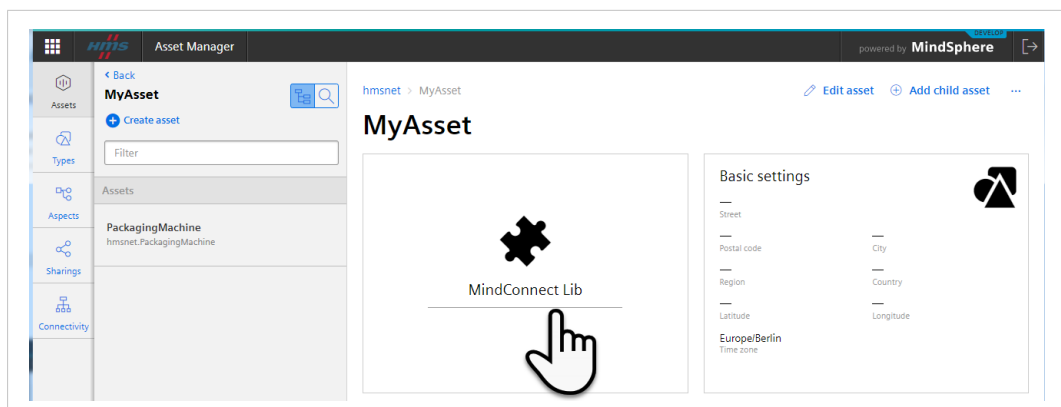 HMS
Asset Manager
DEVELOP
powered by MindSphere
Assets
Types
Aspects
Sharings
Connectivity
Back
MyAsset
Create asset
Filter
Assets
PackagingMachine
hmsnet.PackagingMachine
hmsnet > MyAsset
Edit asset
Add child asset
...
MyAsset
MindConnect Lib
Basic settings
—
Street
— —
Postal code City
— —
Region Country
— —
Latitude Longitude
Europe/Berlin
Time zone